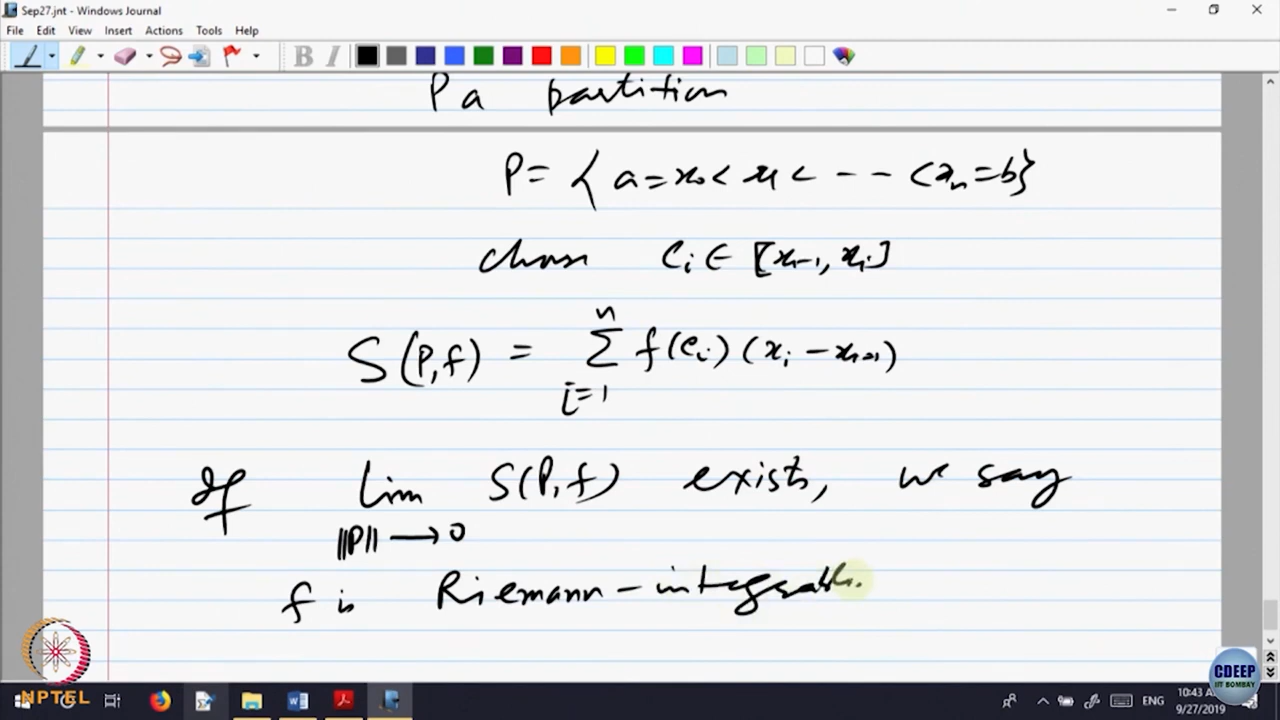 Sep27.jnt - Windows Journal
File Edit View Insert Actions Tools Help
P a partition
P = { a = x₀ < x₁ < - - - < xₙ = b }
choose cᵢ ∈ [xᵢ₋₁, xᵢ]
S(P,f) = ∑ᵢ₌₁ⁿ f(cᵢ)(xᵢ - xᵢ₋₁)
If lim S(P,f) exists, we say
||P|| → 0
f is Riemann - integrable.
NPTEL
CDEEP
IIT BOMBAY
ENG
10:43 A
9/27/2019